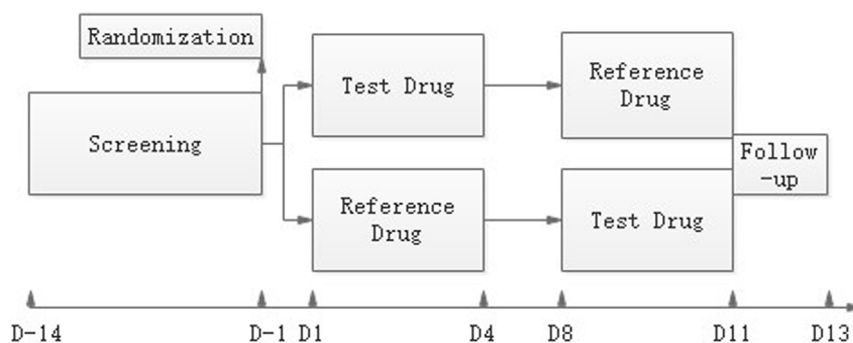 Randomization
Screening
Test Drug
Reference
Drug
Reference
Drug
Test Drug
Follow
-up
D-14
D-1
D1
D4
D8
D11
D13